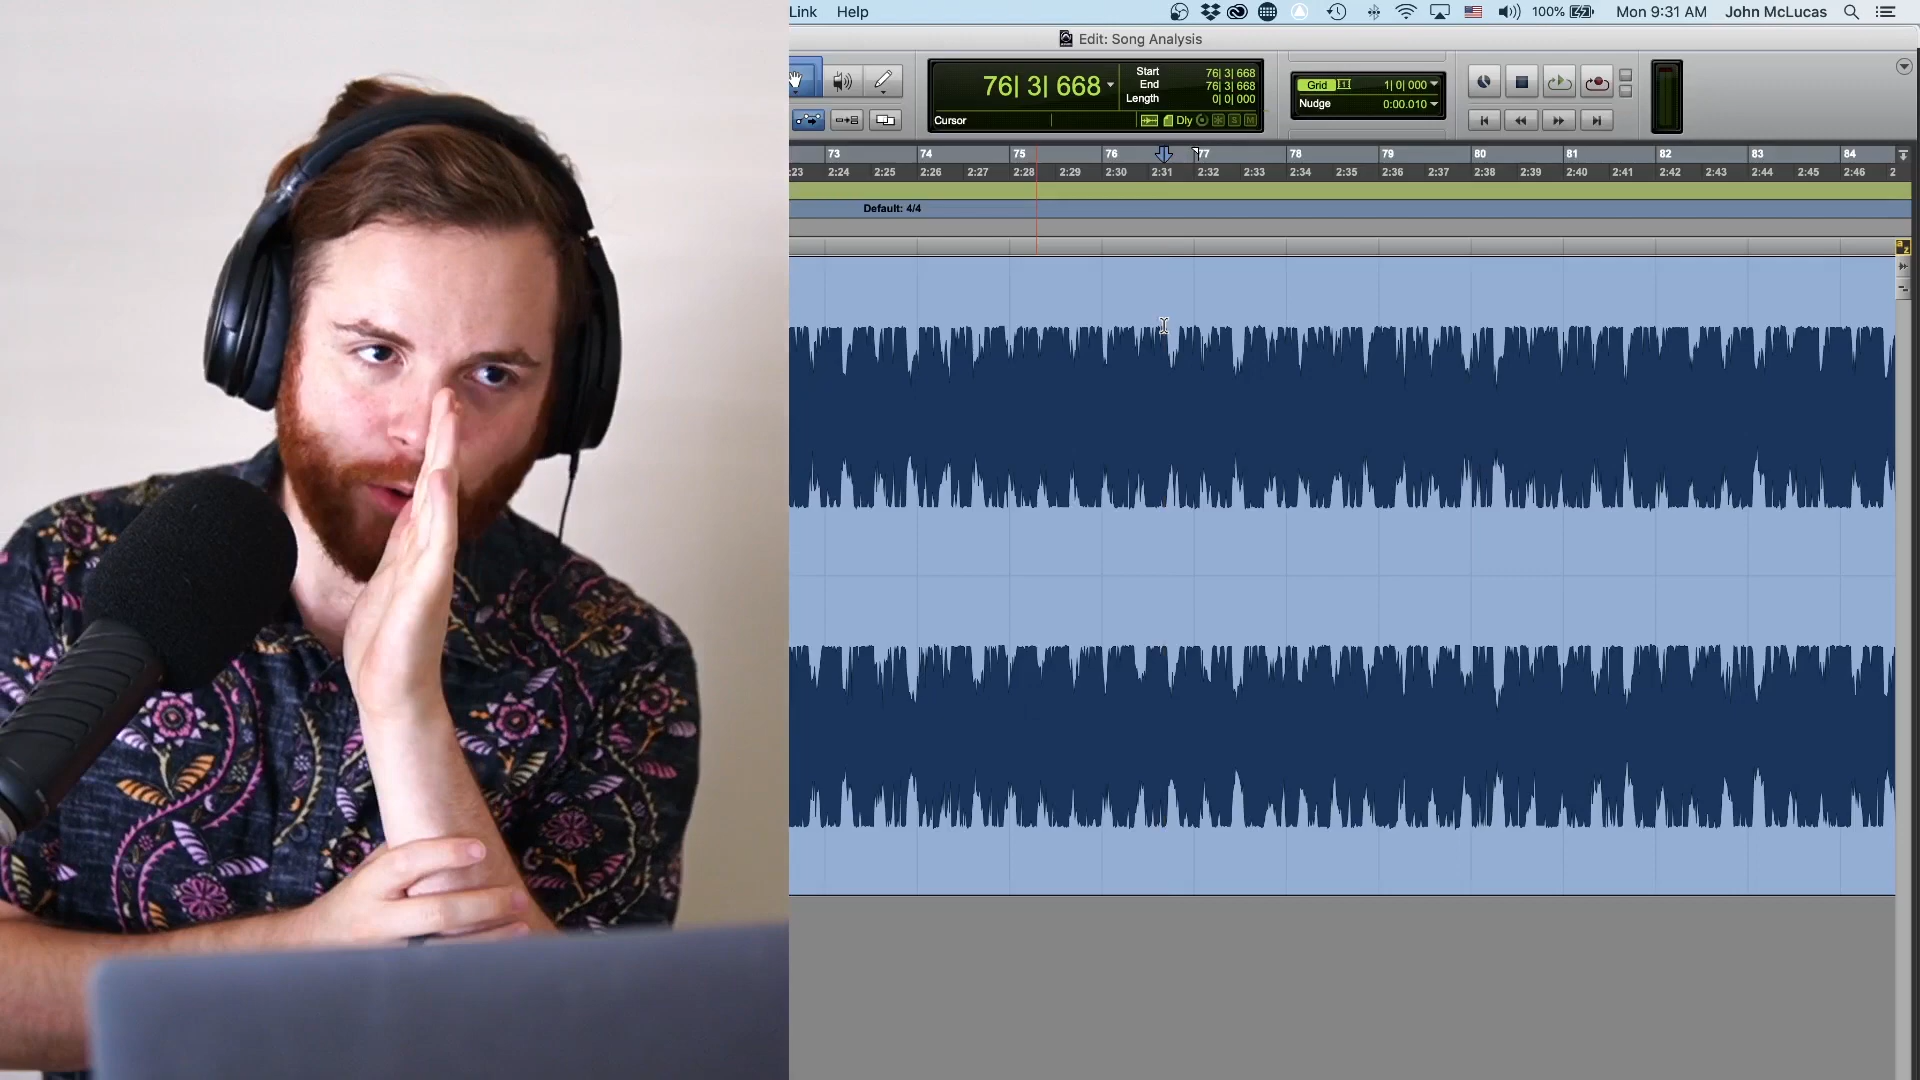 Link Help 100% Mon 9:31 AM John McLucas
Edit: Song Analysis
76| 3| 668
Start 76| 3| 668
End 76| 3| 668
Length 0| 0| 000
Cursor Dly S M
Grid 1| 0| 000
Nudge 0:00.010
73 74 75 76 77 78 79 80 81 82 83 84
:23 2:24 2:25 2:26 2:27 2:28 2:29 2:30 2:31 2:32 2:33 2:34 2:35 2:36 2:37 2:38 2:39 2:40 2:41 2:42 2:43 2:44 2:45 2:46 2
Default: 4/4
a z